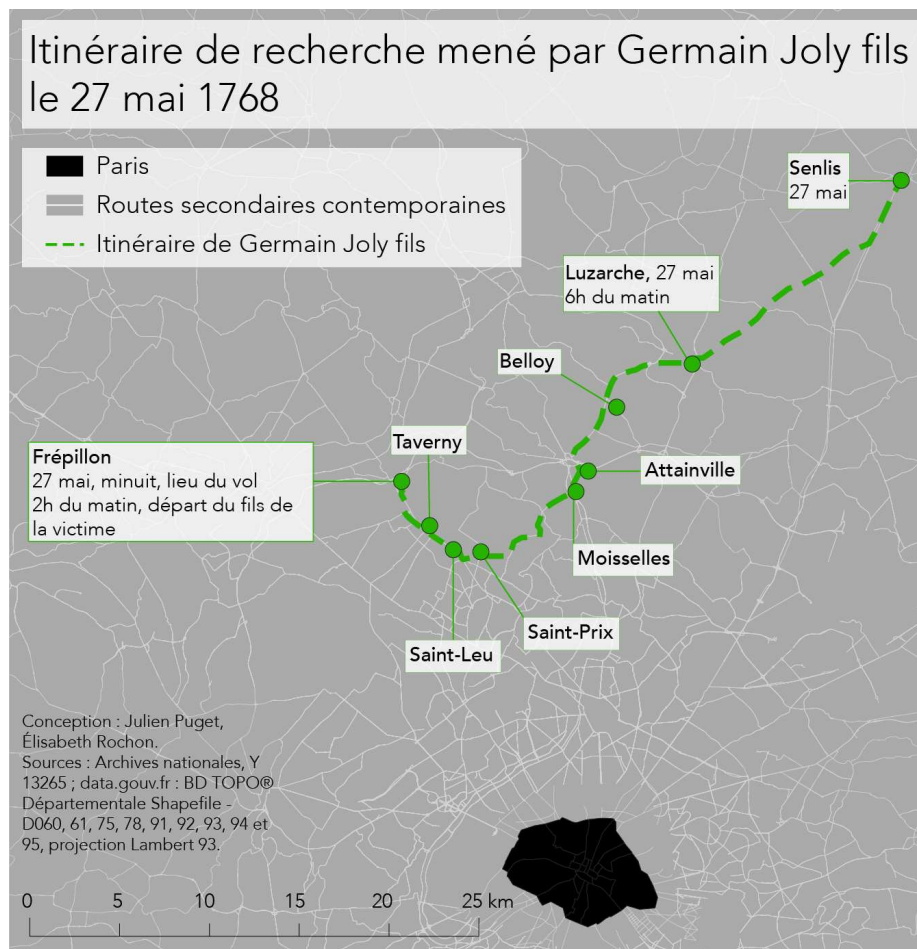 Itinéraire de recherche mené par Germain Joly fils
le 27 mai 1768
Paris
Routes secondaires contemporaines
Itinéraire de Germain Joly fils
Senlis
27 mai
Luzarche, 27 mai
6h du matin
Belloy
Taverny
Attainville
Frépillon
27 mai, minuit, lieu du vol
2h du matin, départ du fils de
la victime
Moisselles
Saint-Prix
Saint-Leu
Conception : Julien Puget,
Élisabeth Rochon.
Sources : Archives nationales, Y
13265 ; data.gouv.fr : BD TOPO®
Départementale Shapefile -
D060, 61, 75, 78, 91, 92, 93, 94 et
95, projection Lambert 93.
0 5 10 15 20 25 km